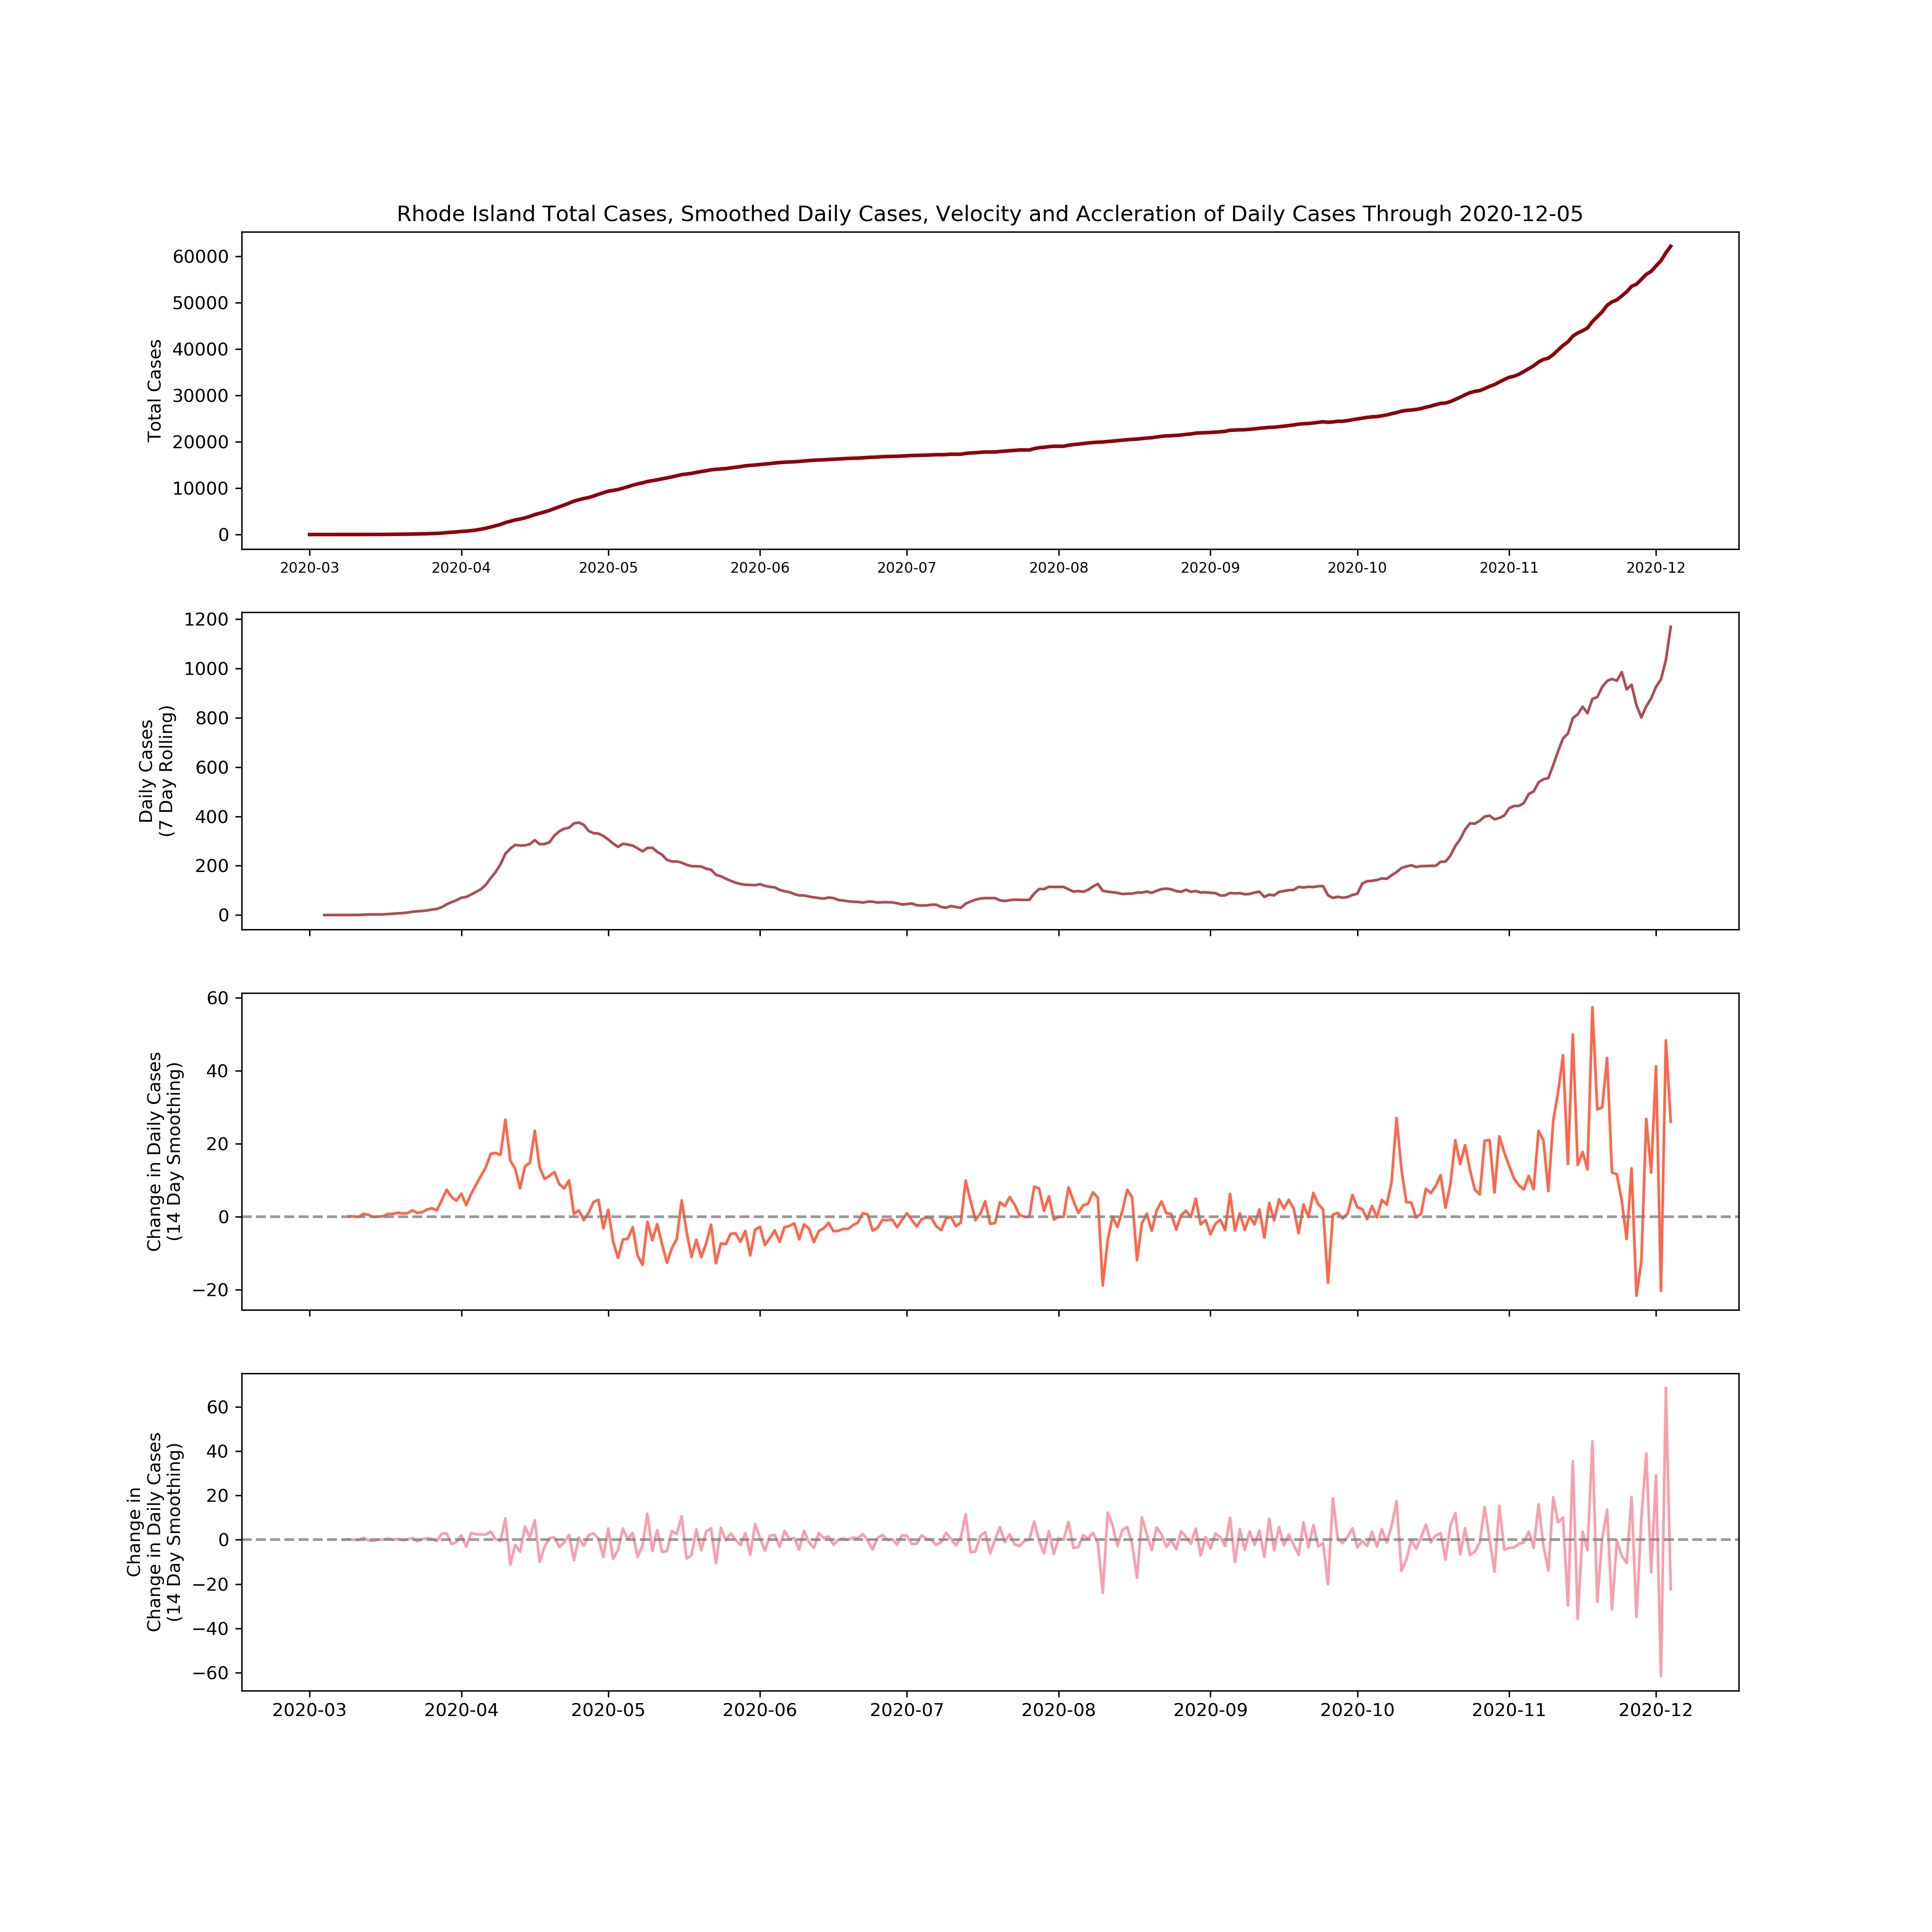 Rhode Island Total Cases, Smoothed Daily Cases, Velocity and Accleration of Daily Cases Through 2020-12-05
Total Cases
60000
50000
40000
30000
20000
10000
0
2020-03 2020-04 2020-05 2020-06 2020-07 2020-08 2020-09 2020-10 2020-11 2020-12
Daily Cases
(7 Day Rolling)
1200
1000
800
600
400
200
0
Change in Daily Cases
(14 Day Smoothing)
60
40
20
0
−20
Change in
Change in Daily Cases
(14 Day Smoothing)
60
40
20
0
−20
−40
−60
2020-03 2020-04 2020-05 2020-06 2020-07 2020-08 2020-09 2020-10 2020-11 2020-12